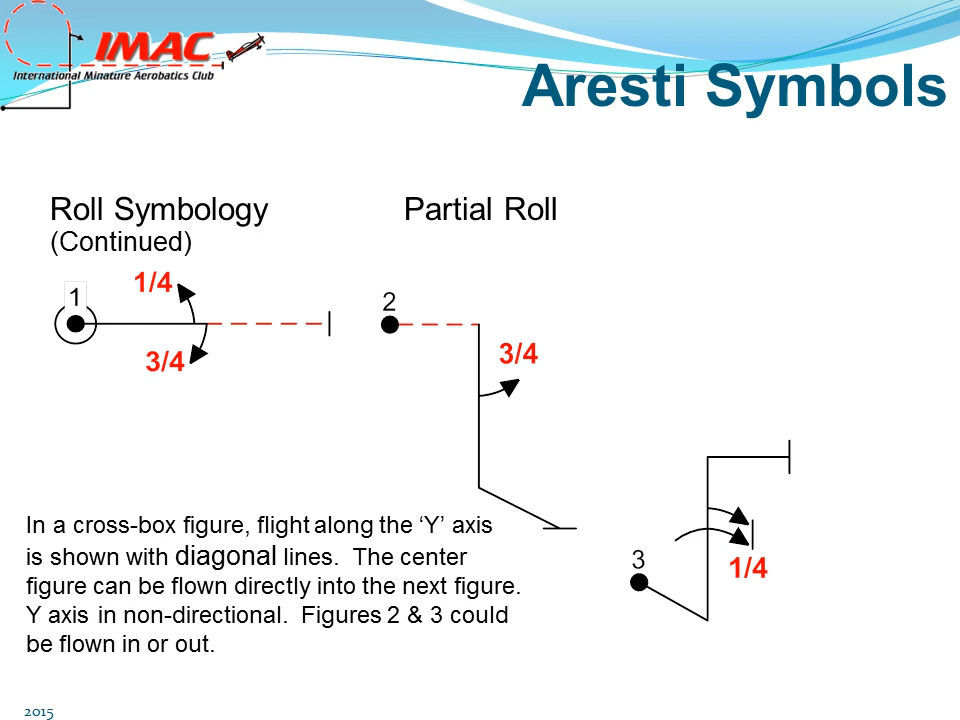 IMAC
International Minature Aerobatics Club
Aresti Symbols
Roll Symbology
(Continued)
Partial Roll
1/4
1
3/4
2
3/4
In a cross-box figure, flight along the ‘Y’ axis
is shown with diagonal lines. The center
figure can be flown directly into the next figure.
Y axis in non-directional. Figures 2 & 3 could
be flown in or out.
3
1/4
2015